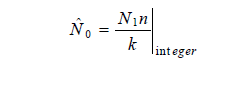 N̂₀ = N₁n / k |integer